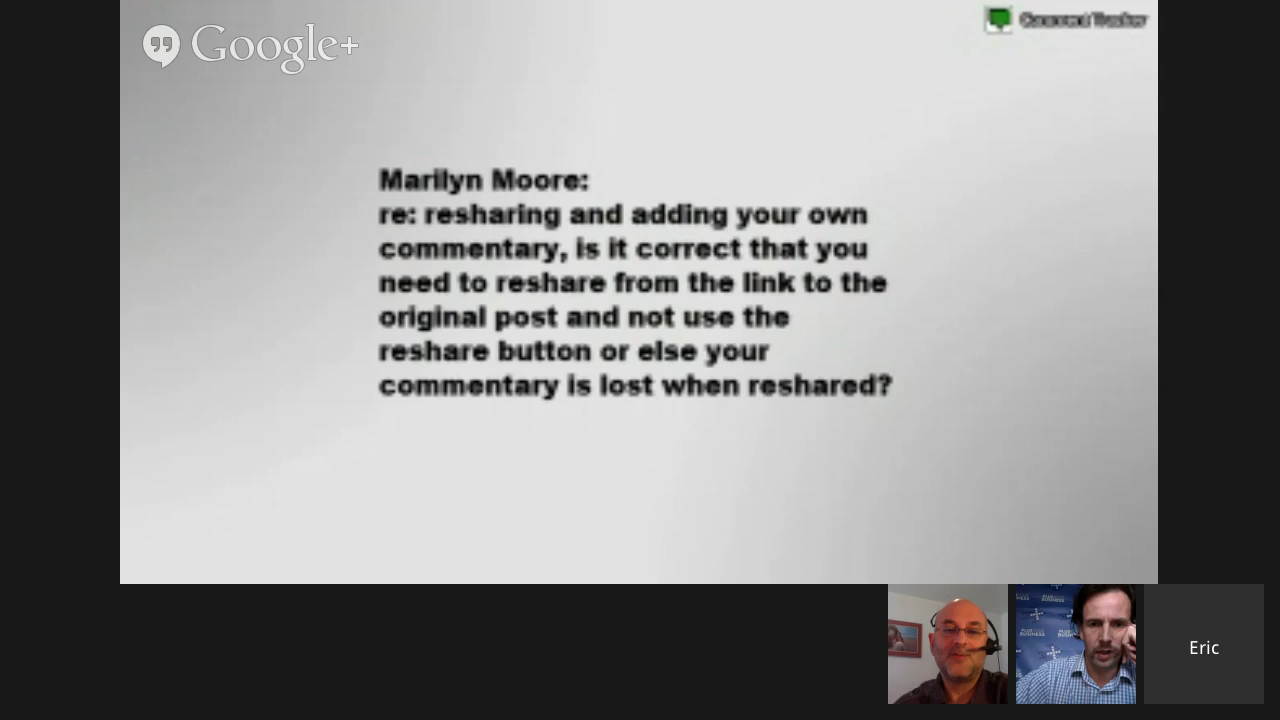 Google+
Comment Tracker
Marilyn Moore:
re: resharing and adding your own
commentary, is it correct that you
need to reshare from the link to the
original post and not use the
reshare button or else your
commentary is lost when reshared?
Eric